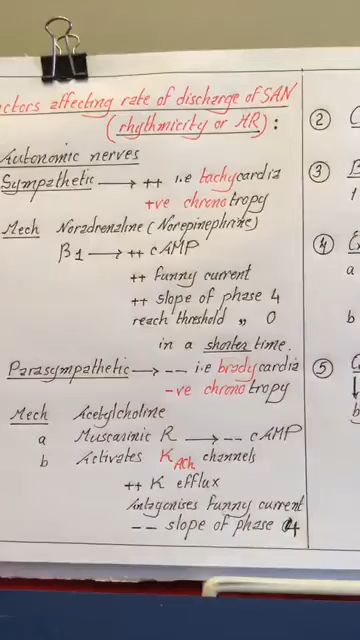 ctors affecting rate of discharge of SAN
(rhythmicity or HR):
Autonomic nerves
Sympathetic → ++ i.e tachycardia
+ve chronotropy
Mech Noradrenaline (Norepinephrine)
β1 → ++ cAMP
++ funny current
++ slope of phase 4
reach threshold „ 0
in a shorter time.
Parasympathetic → -- i.e bradycardia
-ve chronotropy
Mech Acetylcholine
a Muscarinic R → -- cAMP
b Activates K ACh channels
++ K efflux
Antagonises funny current
-- slope of phase 4
②
③
④
a
b
⑤